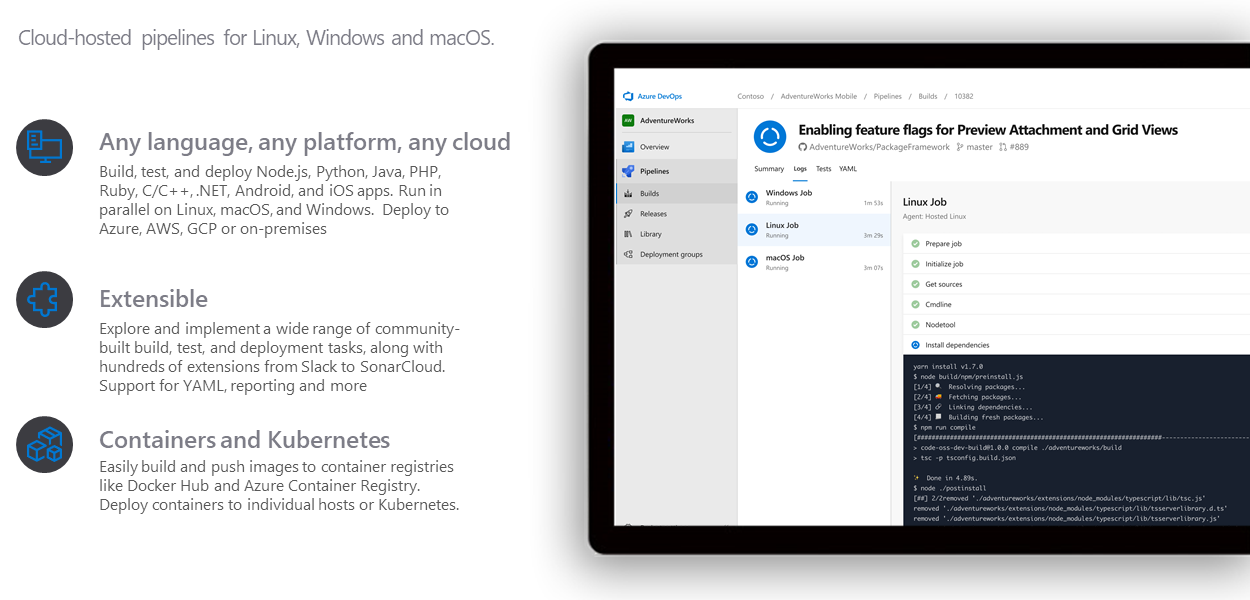 Cloud-hosted pipelines for Linux, Windows and macOS.
Any language, any platform, any cloud
Build, test, and deploy Node.js, Python, Java, PHP,
Ruby, C/C++, .NET, Android, and iOS apps. Run in
parallel on Linux, macOS, and Windows. Deploy to
Azure, AWS, GCP or on-premises
Extensible
Explore and implement a wide range of community-
built build, test, and deployment tasks, along with
hundreds of extensions from Slack to SonarCloud.
Support for YAML, reporting and more
Containers and Kubernetes
Easily build and push images to container registries
like Docker Hub and Azure Container Registry.
Deploy containers to individual hosts or Kubernetes.
Azure DevOps
Contoso / AdventureWorks Mobile / Pipelines / Builds / 10382
AW AdventureWorks
Overview
Pipelines
Builds
Releases
Library
Deployment groups
Enabling feature flags for Preview Attachment and Grid Views
AdventureWorks/PackageFramework master #889
Summary Logs Tests YAML
Windows Job
Running 1m 53s
Linux Job
Running 3m 29s
macOS Job
Running 3m 07s
Linux Job
Agent: Hosted Linux
Prepare job
Initialize job
Get sources
Cmdline
Nodetool
Install dependencies
yarn install v1.7.0
$ node build/npm/preinstall.js
[1/4] 🔍 Resolving packages...
[2/4] 🚚 Fetching packages...
[3/4] 🔗 Linking dependencies...
[4/4] 📃 Building fresh packages...
$ npm run compile
[################################################################-----------------------
> code-oss-dev-build@1.0.0 compile ./adventureworks/build
> tsc -p tsconfig.build.json
✨ Done in 4.89s.
$ node ./postinstall
[##] 2/2removed './adventureworks/extensions/node_modules/typescript/lib/tsc.js'
removed './adventureworks/extensions/node_modules/typescript/lib/tsserverlibrary.d.ts'
removed './adventureworks/extensions/node_modules/typescript/lib/tsserverlibrary.js'